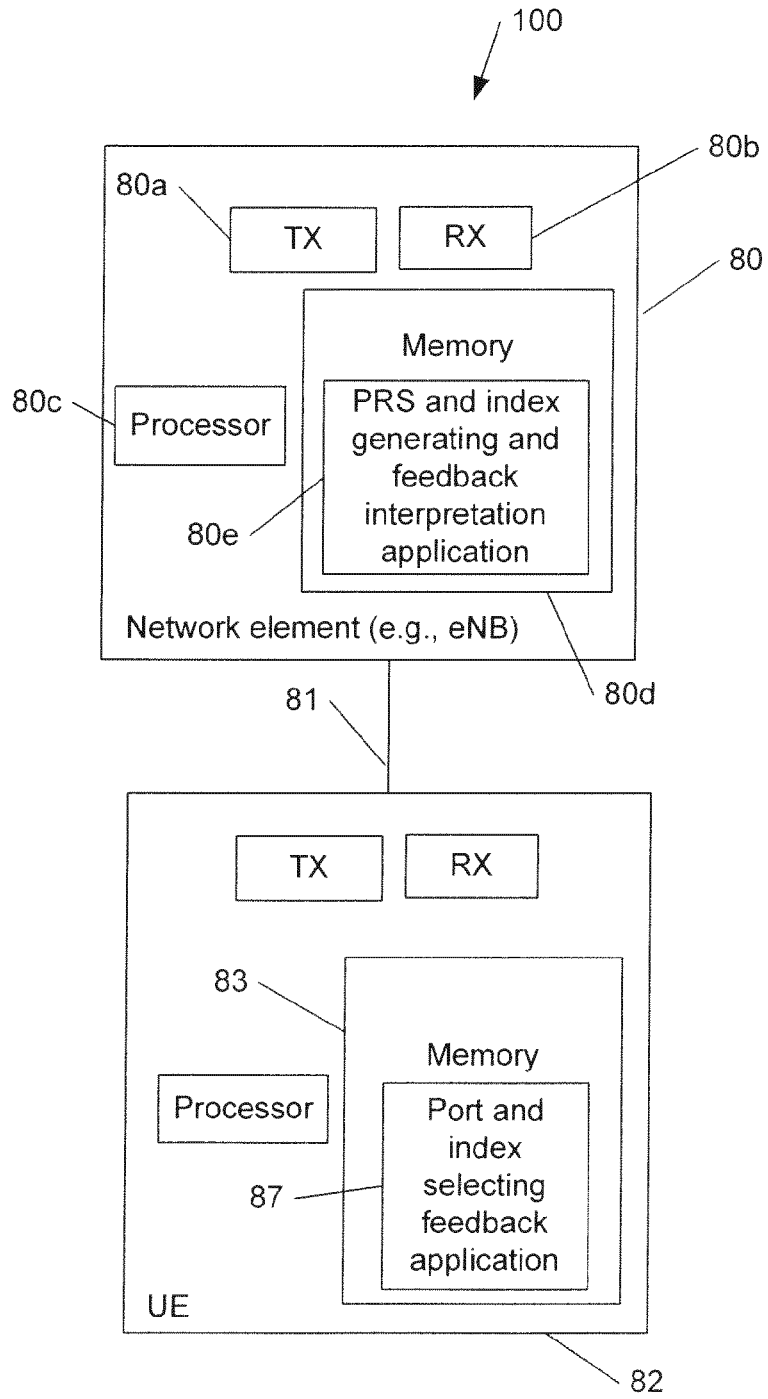 100
80a
80b
TX
RX
80
Memory
80c
Processor
PRS and index
generating and
feedback
interpretation
application
80e
Network element (e.g., eNB)
80d
81
TX
RX
83
Memory
Processor
Port and
index
selecting
feedback
application
87
UE
82